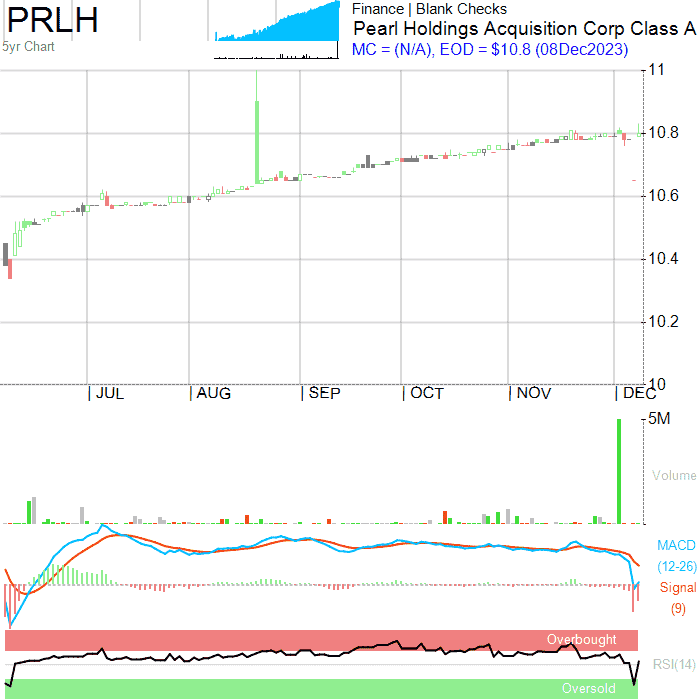 PRLH
5yr Chart
Finance | Blank Checks
Pearl Holdings Acquisition Corp Class A
MC = (N/A), EOD = $10.8 (08Dec2023)
11
10.8
10.6
10.4
10.2
10
| JUL | AUG | SEP | OCT | NOV | DEC
5M
Volume
MACD
(12-26)
Signal
(9)
Overbought
RSI(14)
Oversold